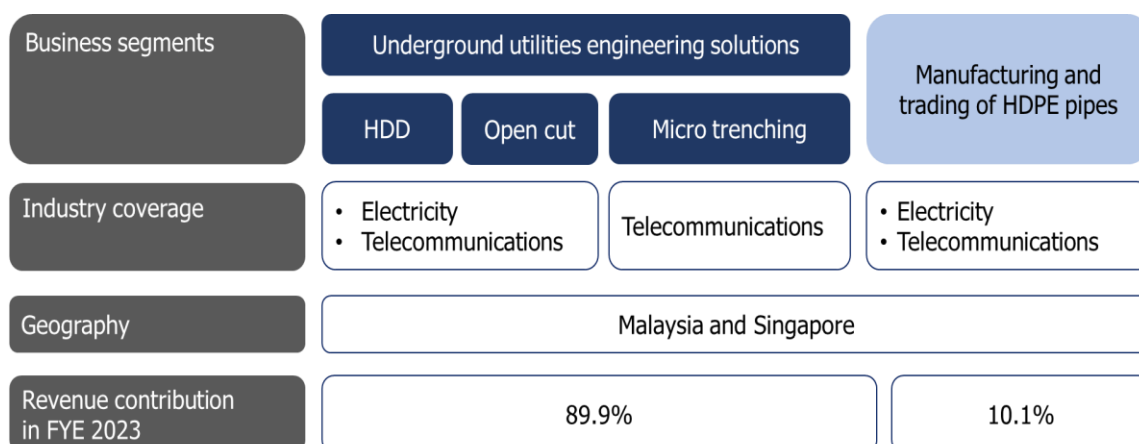 Business segments
Underground utilities engineering solutions
HDD
Open cut
Micro trenching
Manufacturing and
trading of HDPE pipes
Industry coverage
• Electricity
• Telecommunications
Telecommunications
• Electricity
• Telecommunications
Geography
Malaysia and Singapore
Revenue contribution
in FYE 2023
89.9%
10.1%